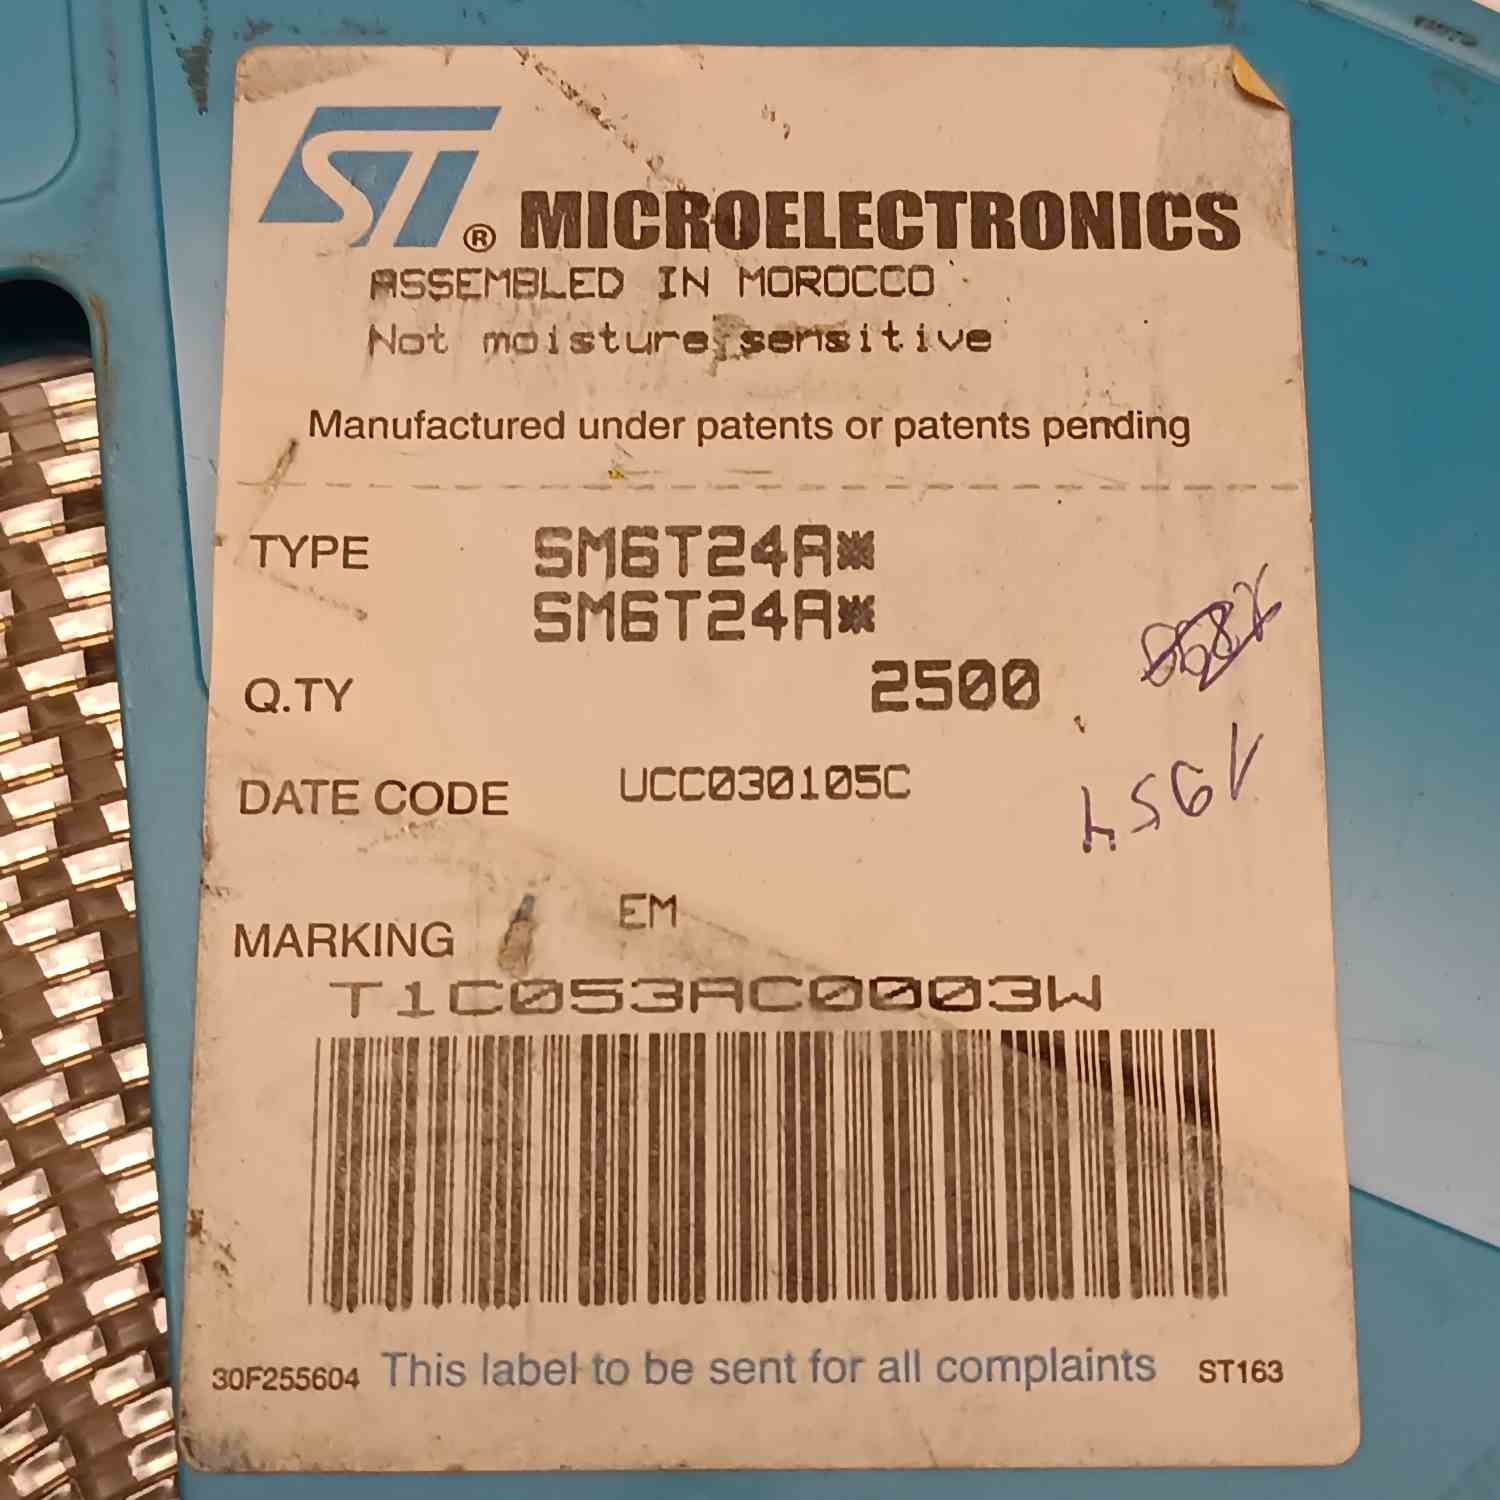 ST® MICROELECTRONICS
ASSEMBLED IN MOROCCO
Not moisture sensitive
Manufactured under patents or patents pending
TYPE SM6T24A*
SM6T24A*
Q.TY 2500
DATE CODE UCC030105C
MARKING EM
T1C053AC0003W
30F255604 This label to be sent for all complaints ST163